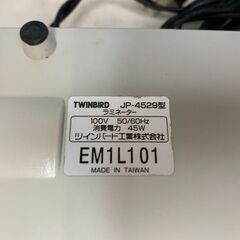 TWINBIRD JP-4529型
ラミネーター
100V 50/60Hz
消費電力 45W
ツインバード工業株式会社
EM1L101
MADE IN TAIWAN